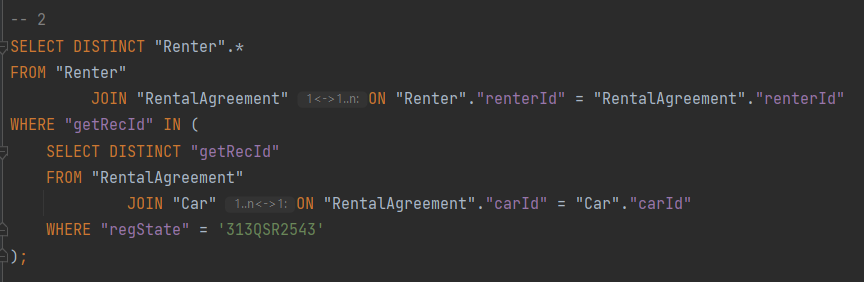 -- 2
SELECT DISTINCT "Renter".*
FROM "Renter"
JOIN "RentalAgreement" 1<->1..n: ON "Renter"."renterId" = "RentalAgreement"."renterId"
WHERE "getRecId" IN (
SELECT DISTINCT "getRecId"
FROM "RentalAgreement"
JOIN "Car" 1..n<->1: ON "RentalAgreement"."carId" = "Car"."carId"
WHERE "regState" = '313QSR2543'
);